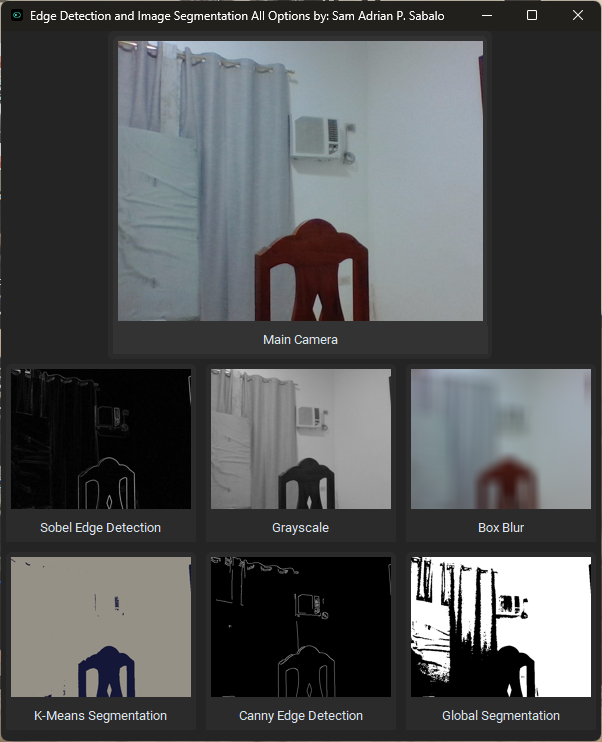 Edge Detection and Image Segmentation All Options by: Sam Adrian P. Sabalo
Main Camera
Sobel Edge Detection
Grayscale
Box Blur
K-Means Segmentation
Canny Edge Detection
Global Segmentation